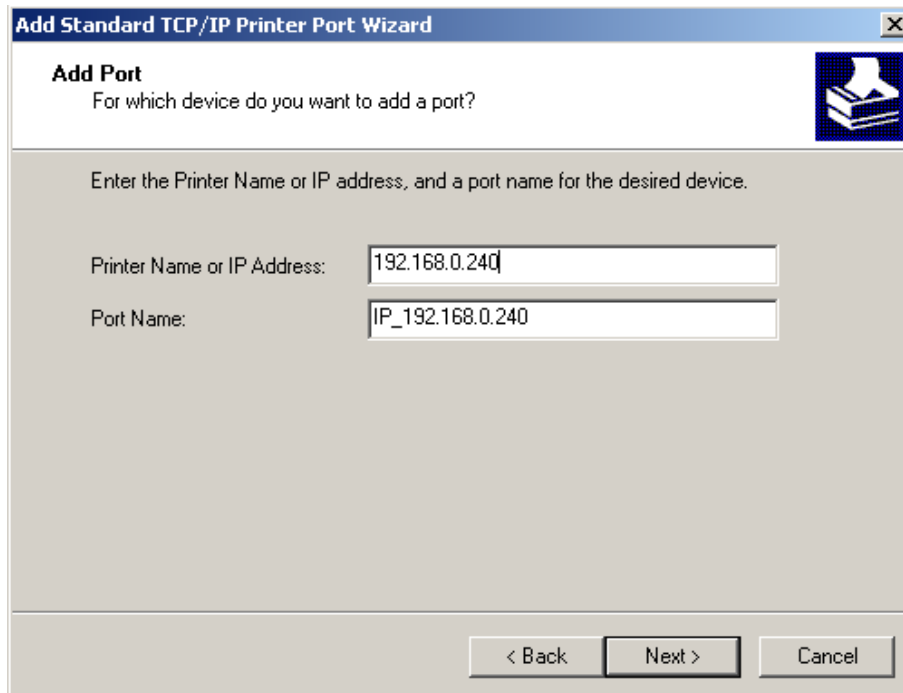 Add Standard TCP/IP Printer Port Wizard
Add Port
For which device do you want to add a port?
Enter the Printer Name or IP address, and a port name for the desired device.
Printer Name or IP Address: 192.168.0.240
Port Name: IP_192.168.0.240
< Back Next > Cancel